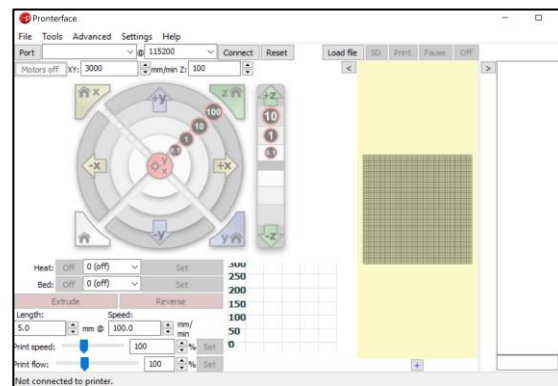 Pronterface
File Tools Advanced Settings Help
Port @ 115200 Connect Reset Load file SD Print Pause Off
Motors off XY: 3000 mm/min Z: 100 < >
x +y z +z
100
10
1
0.1
10
1
0.1
-x y x +x
-y y -z
Heat: Off 0 (off) Set
Bed: Off 0 (off) Set
Extrude Reverse
Length: Speed:
5.0 mm @ 100.0 mm/
min
Print speed: 100 % Set
Print flow: 100 % Set
300
250
200
150
100
50
0
+
Not connected to printer.